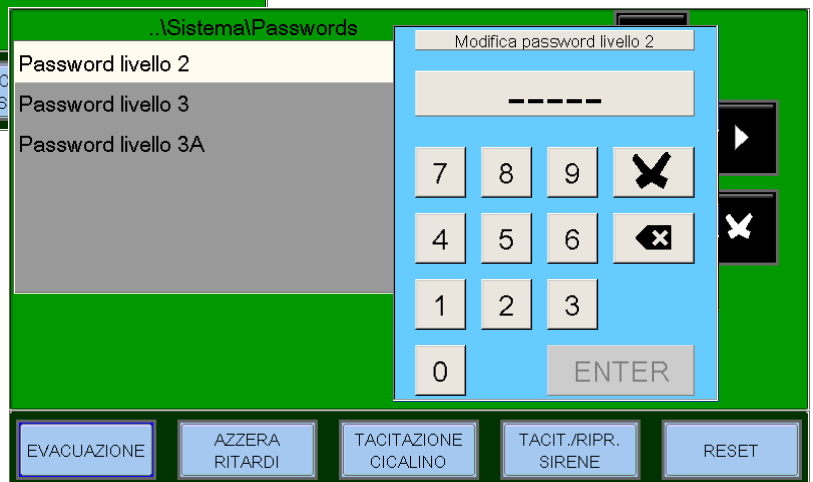 ..\Sistema\Passwords
Modifica password livello 2
Password livello 2
Password livello 3
Password livello 3A
_____
7 8 9
4 5 6
1 2 3
0 ENTER
EVACUAZIONE
AZZERA
RITARDI
TACITAZIONE
CICALINO
TACIT./RIPR.
SIRENE
RESET